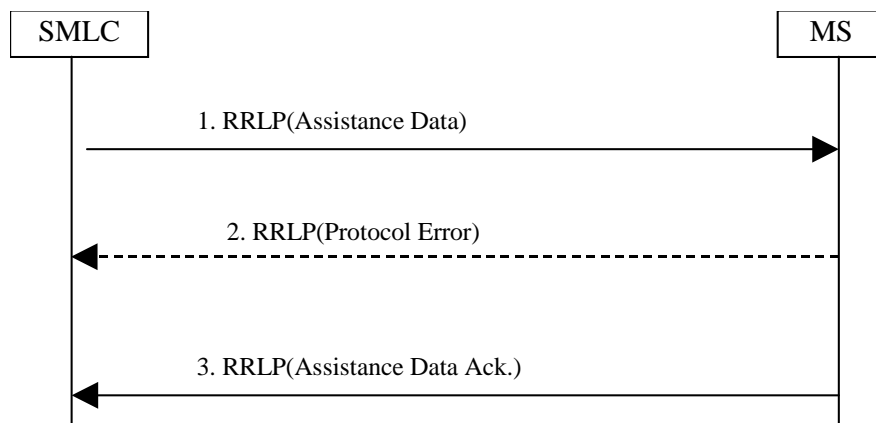 SMLC
MS
1. RRLP(Assistance Data)
2. RRLP(Protocol Error)
3. RRLP(Assistance Data Ack.)